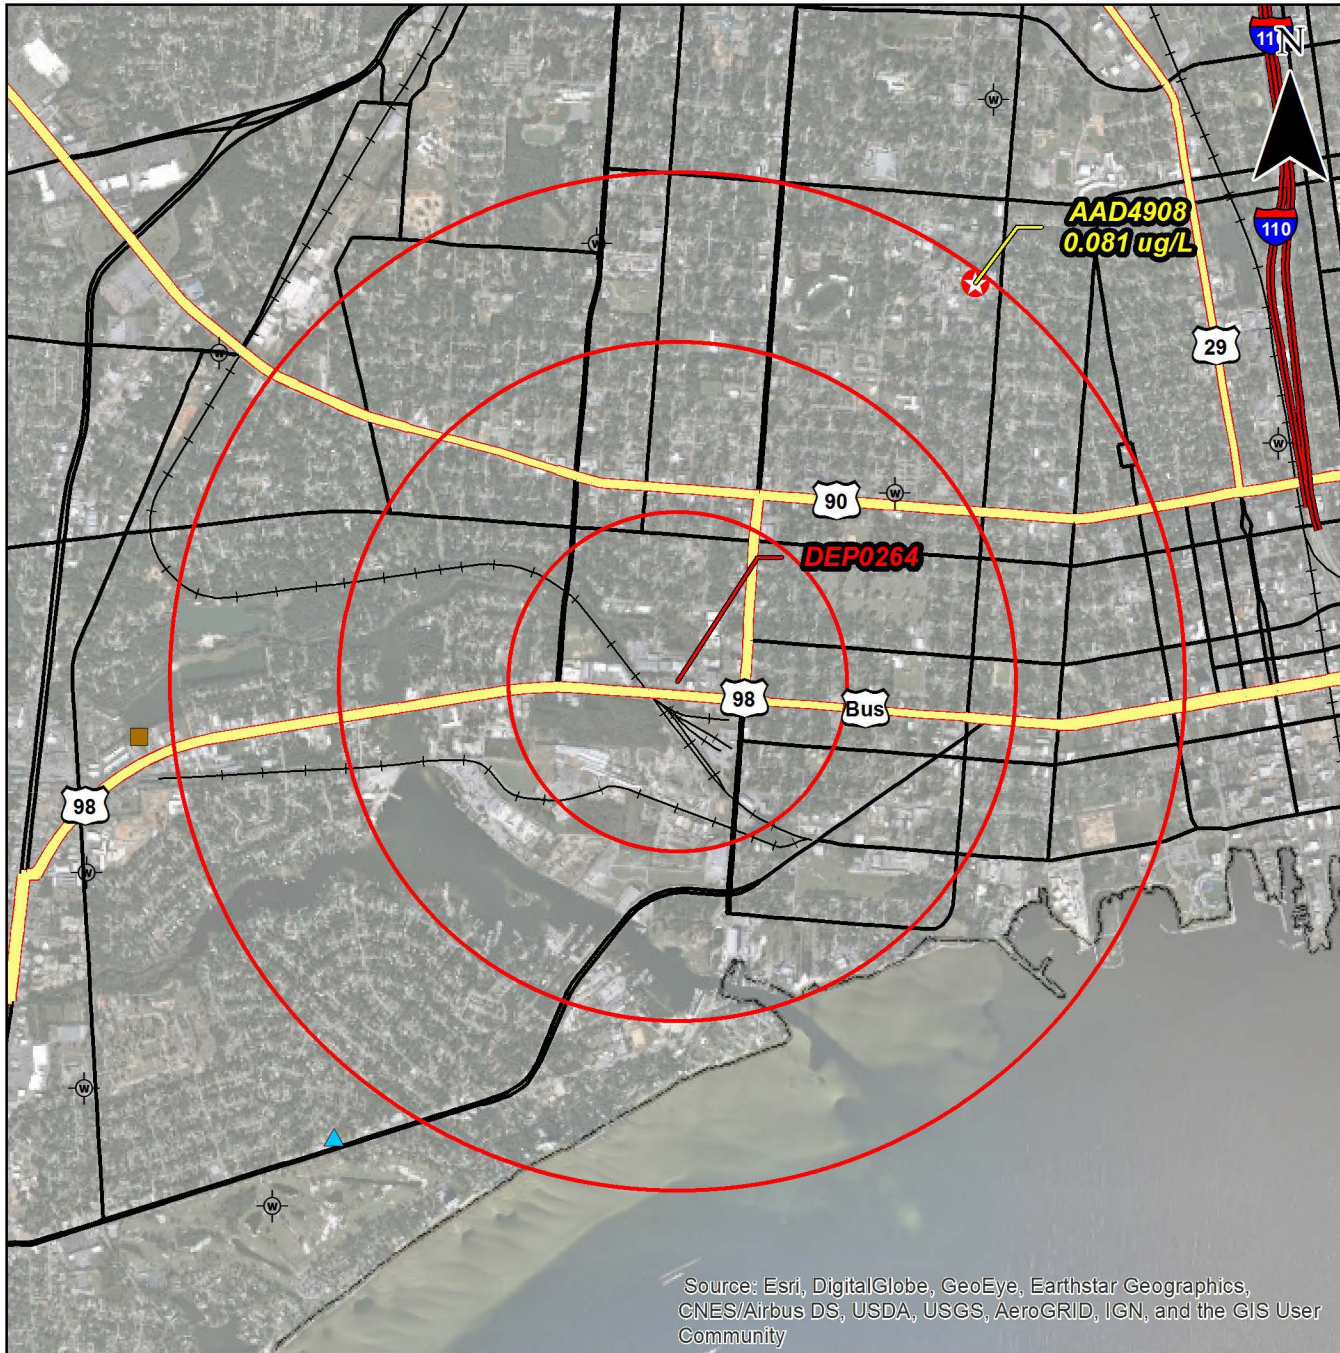 110
N
W
AAD4908
0.081 ug/L
110
W
W
29
W
90
W
DEP0264
98
Bus
98
W
W
W
Source: Esri, DigitalGlobe, GeoEye, Earthstar Geographics,
CNES/Airbus DS, USDA, USGS, AeroGRID, IGN, and the GIS User
Community